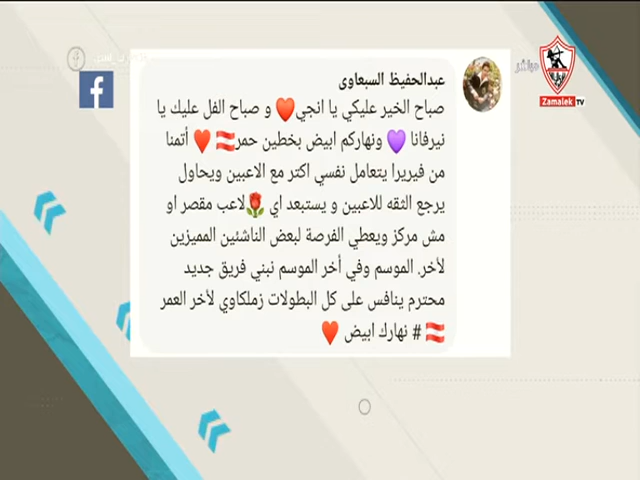 مباشر
Zamalek TV
عبدالحفيظ السبعاوى
صباح الخير عليكي يا انجي❤️ و صباح الفل عليك يا
نيرفانا 💜 ونهاركم ابيض بخطين حمر🇦🇹 ❤️ أتمنا
من فيريرا يتعامل نفسي اكتر مع الاعبين ويحاول
يرجع الثقه للاعبين و يستبعد اي 🌹لاعب مقصر او
مش مركز ويعطي الفرصة لبعض الناشئين المميزين
لأخر. الموسم وفي أخر الموسم نبني فريق جديد
محترم ينافس على كل البطولات زملكاوي لأخر العمر
🇦🇹 # نهارك ابيض ❤️